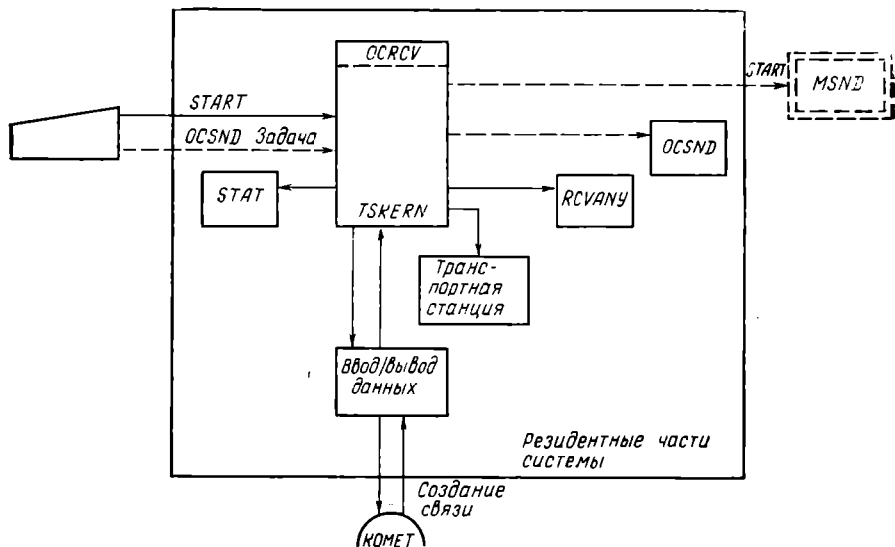 OCRCV
START
MSND
START
OCSND Задача
OCSND
STAT
RCVANY
TSKERN
Транс-
портная
станция
Ввод/вывод
данных
Резидентные части
системы
Создание
связи
КОМЕТ